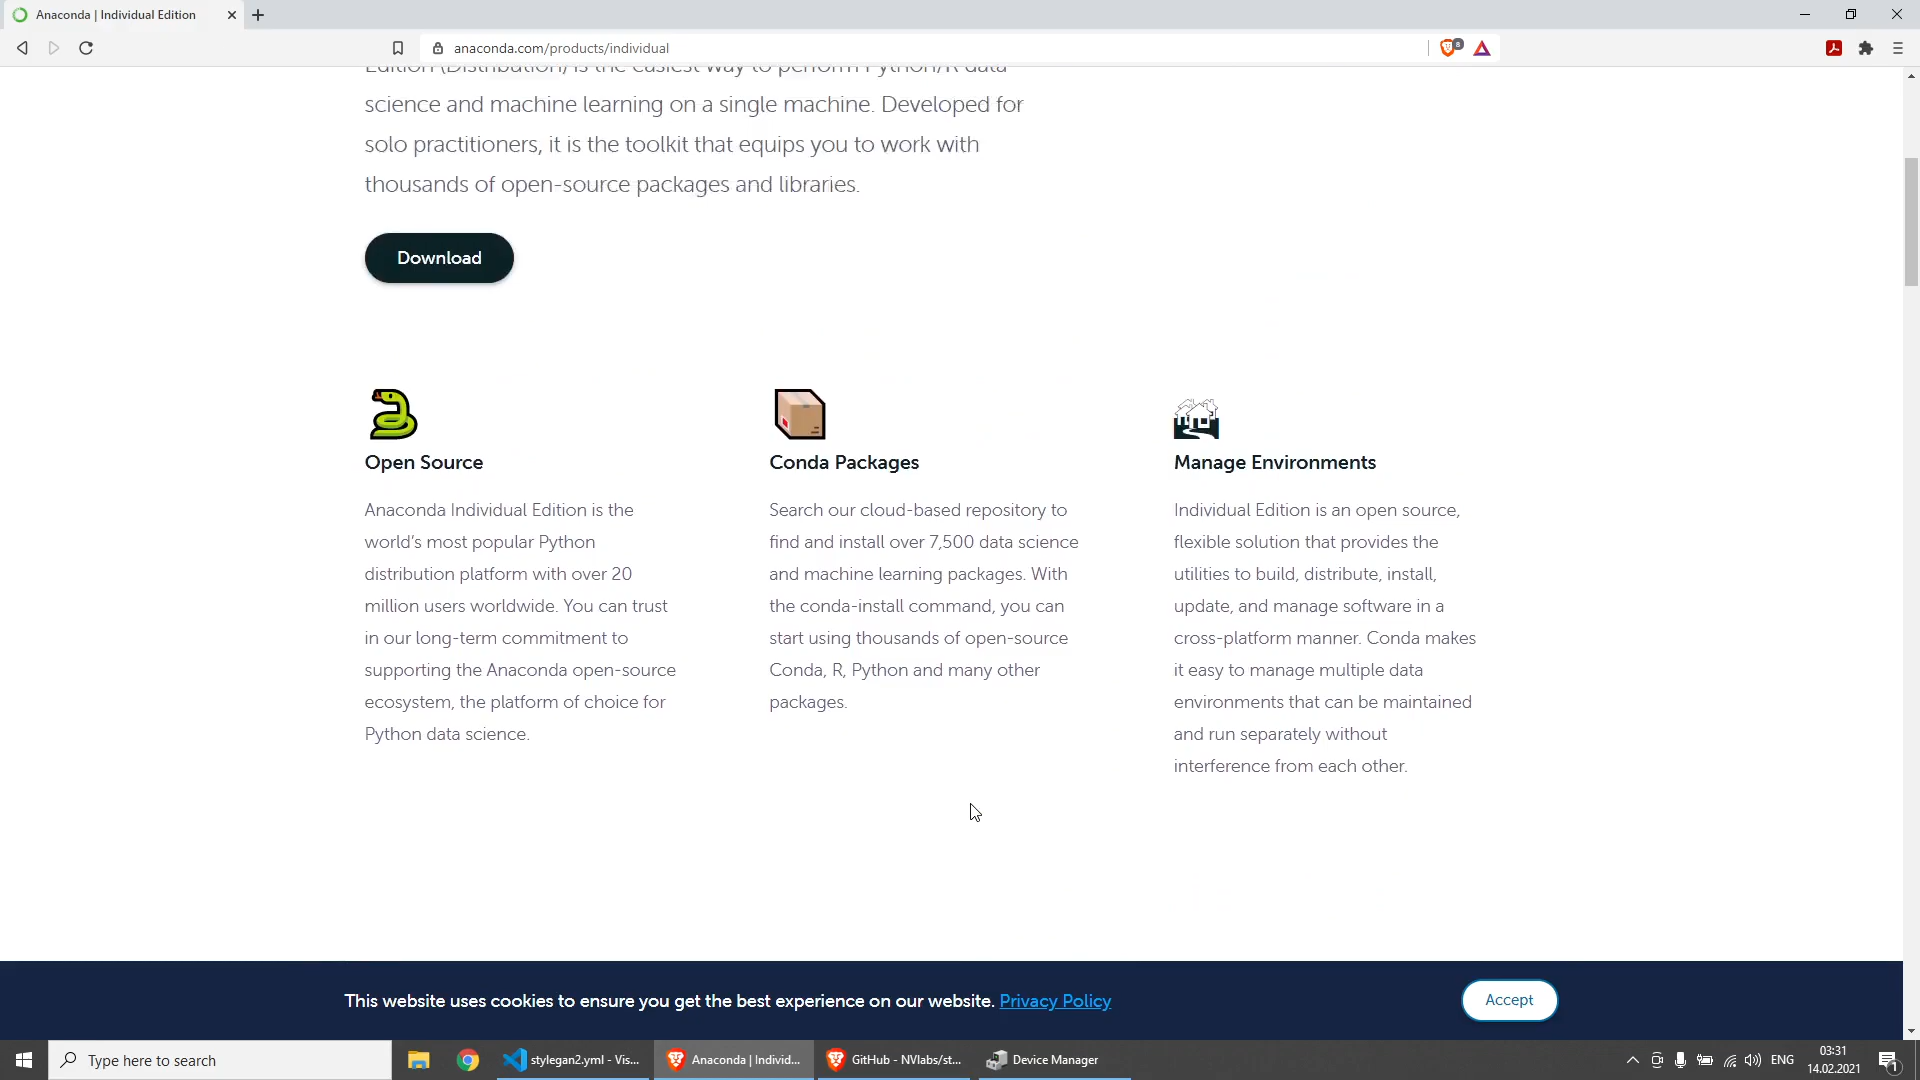 Anaconda | Individual Edition
anaconda.com/products/individual
8
Edition (Distribution) is the easiest way to perform Python/R data
science and machine learning on a single machine. Developed for
solo practitioners, it is the toolkit that equips you to work with
thousands of open-source packages and libraries.
Download
Open Source
Anaconda Individual Edition is the
world's most popular Python
distribution platform with over 20
million users worldwide. You can trust
in our long-term commitment to
supporting the Anaconda open-source
ecosystem, the platform of choice for
Python data science.
Conda Packages
Search our cloud-based repository to
find and install over 7,500 data science
and machine learning packages. With
the conda-install command, you can
start using thousands of open-source
Conda, R, Python and many other
packages.
Manage Environments
Individual Edition is an open source,
flexible solution that provides the
utilities to build, distribute, install,
update, and manage software in a
cross-platform manner. Conda makes
it easy to manage multiple data
environments that can be maintained
and run separately without
interference from each other.
This website uses cookies to ensure you get the best experience on our website. Privacy Policy
Accept
Type here to search
stylegan2.yml - Vis...
Anaconda | Individ...
GitHub - NVlabs/st...
Device Manager
ENG
03:31
14.02.2021
1